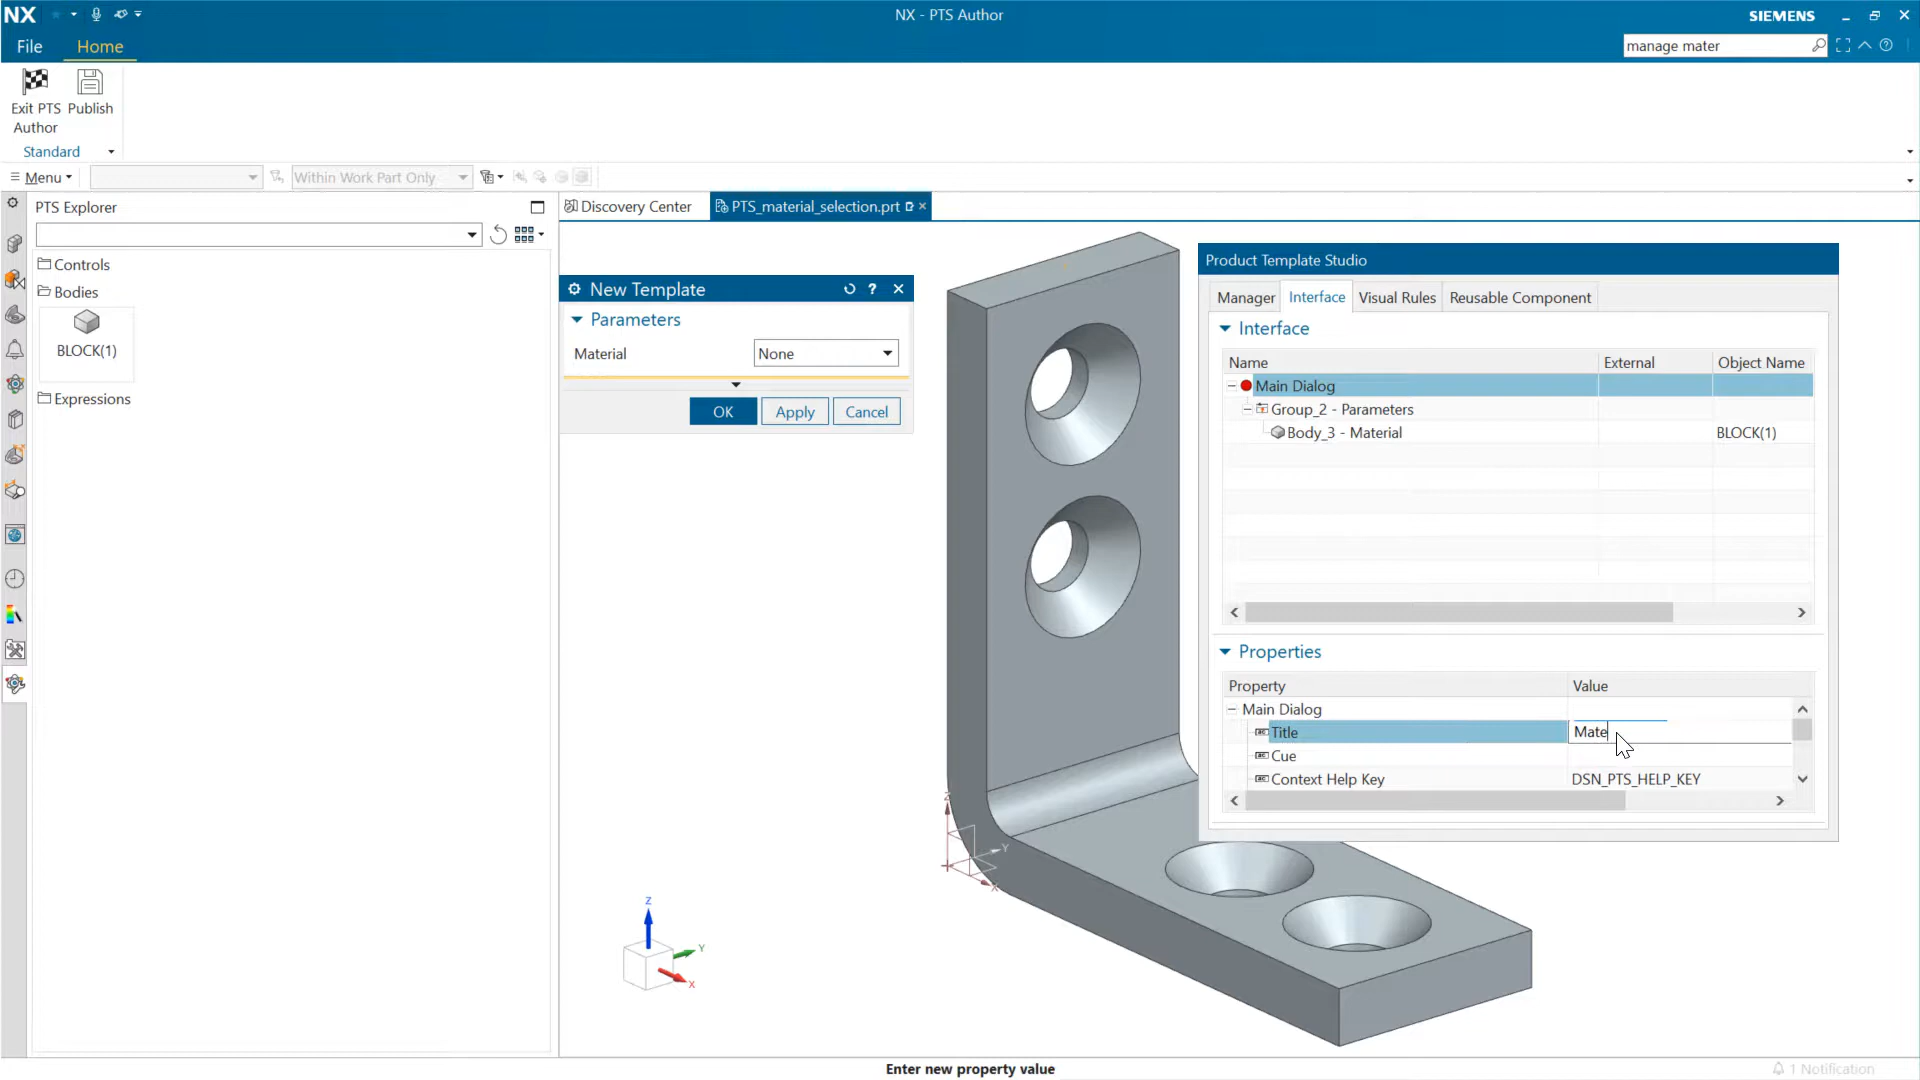 NX
NX - PTS Author
SIEMENS
File
Home
manage mater
Exit PTS
Author
Publish
Standard
Menu
Within Work Part Only
PTS Explorer
Controls
Bodies
BLOCK(1)
Expressions
Discovery Center
PTS_material_selection.prt
New Template
Parameters
Material
None
OK
Apply
Cancel
Product Template Studio
Manager
Interface
Visual Rules
Reusable Component
Interface
Name
External
Object Name
Main Dialog
Group_2 - Parameters
Body_3 - Material
BLOCK(1)
Properties
Property
Value
Main Dialog
Title
Mate
Cue
Context Help Key
DSN_PTS_HELP_KEY
Z
Y
X
Z
Y
X
Enter new property value
1 Notification